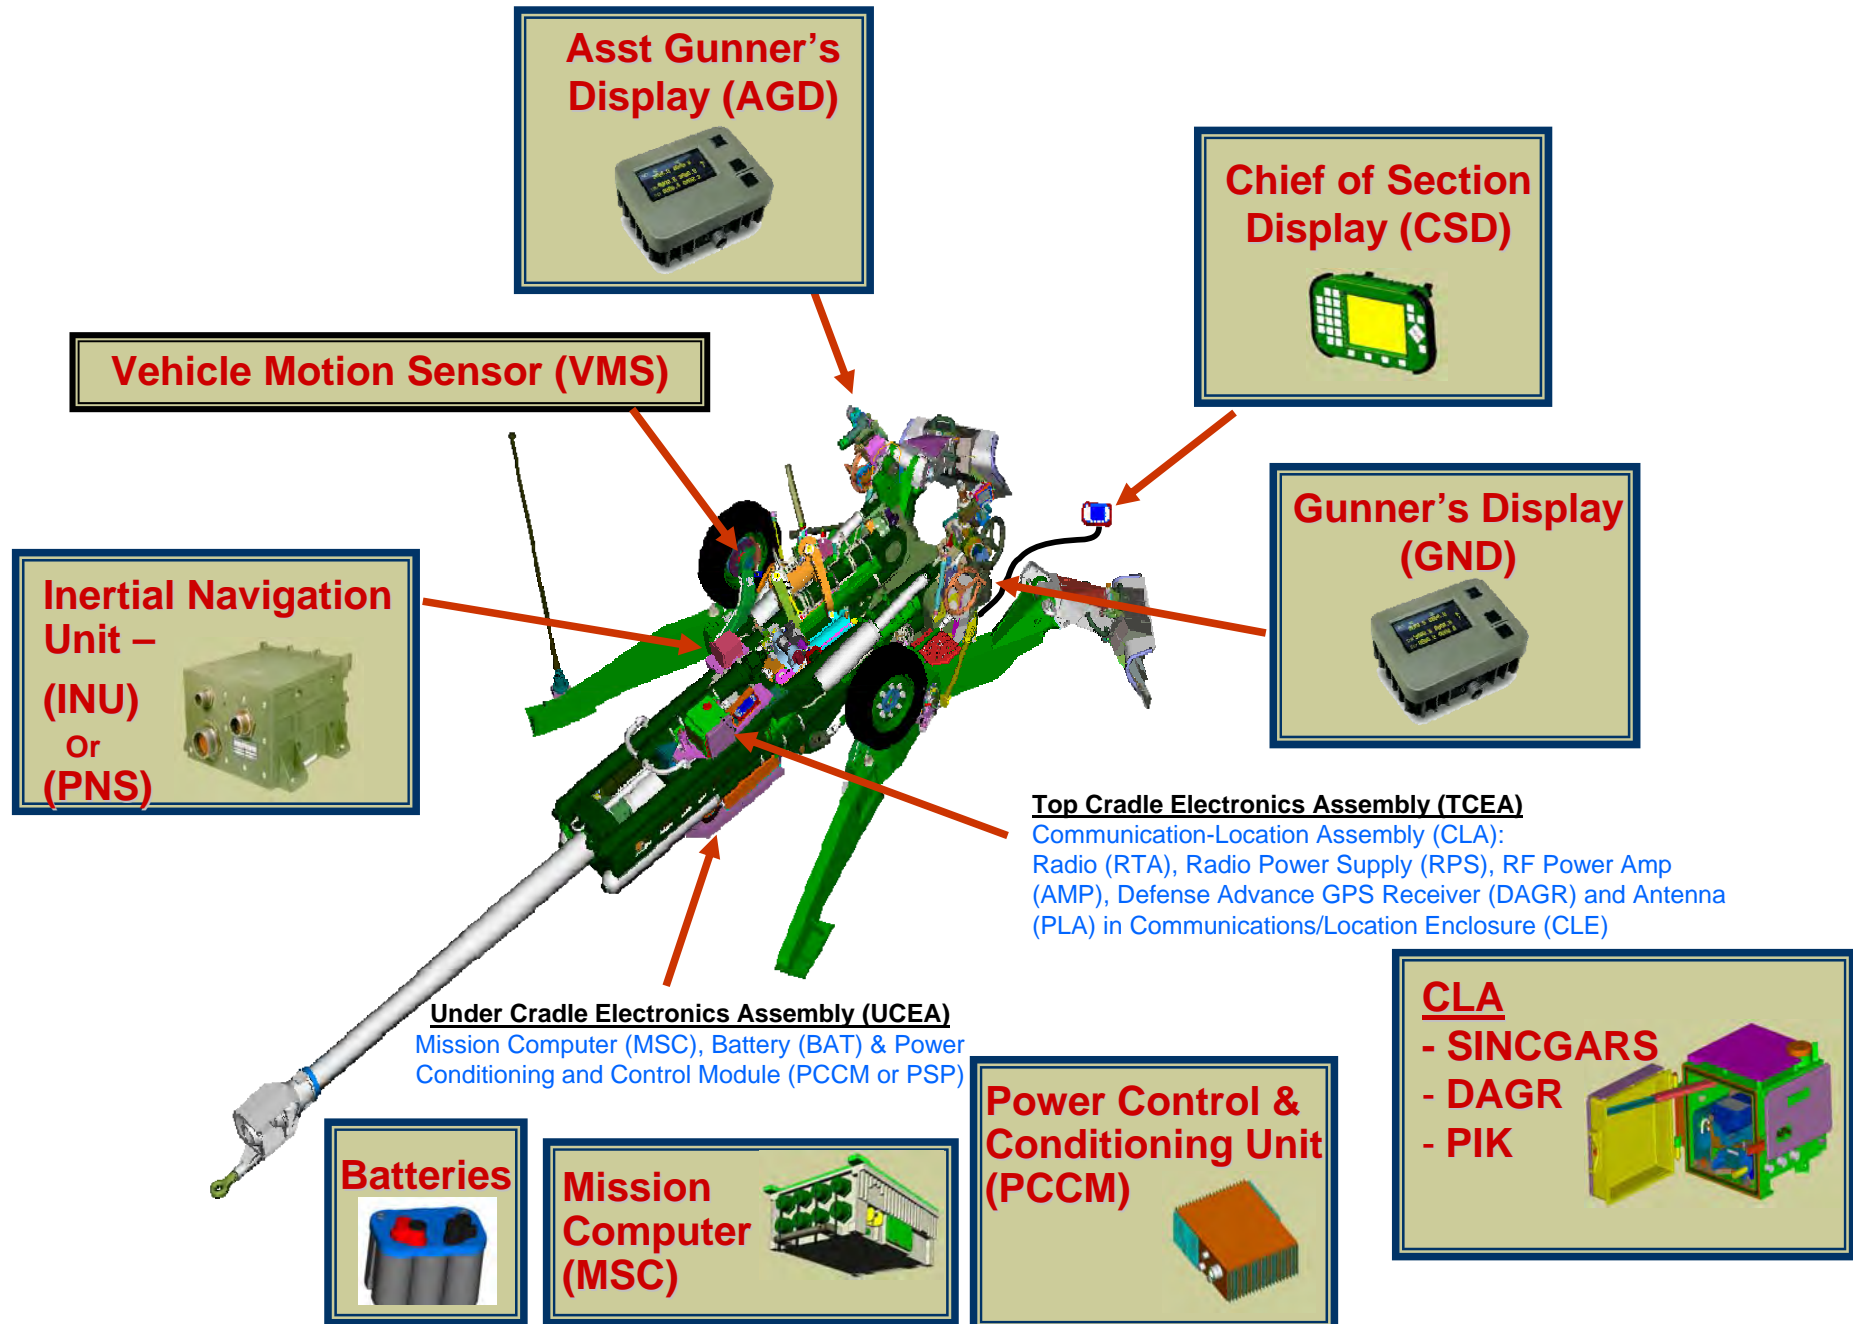 Asst Gunner’s
Display (AGD)
Chief of Section
Display (CSD)
Vehicle Motion Sensor (VMS)
Gunner’s Display
(GND)
Inertial Navigation
Unit –
(INU)
Or
(PNS)
Top Cradle Electronics Assembly (TCEA)
Communication-Location Assembly (CLA):
Radio (RTA), Radio Power Supply (RPS), RF Power Amp
(AMP), Defense Advance GPS Receiver (DAGR) and Antenna
(PLA) in Communications/Location Enclosure (CLE)
Under Cradle Electronics Assembly (UCEA)
Mission Computer (MSC), Battery (BAT) & Power
Conditioning and Control Module (PCCM or PSP)
CLA
- SINCGARS
- DAGR
- PIK
Batteries
Mission
Computer
(MSC)
Power Control &
Conditioning Unit
(PCCM)